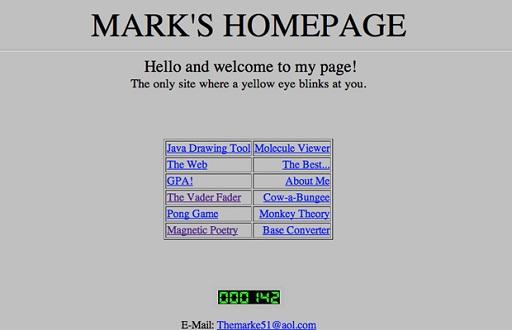 MARK'S HOMEPAGE
Hello and welcome to my page!
The only site where a yellow eye blinks at you.
Java Drawing Tool Molecule Viewer
The Web The Best...
GPA! About Me
The Vader Fader Cow-a-Bungee
Pong Game Monkey Theory
Magnetic Poetry Base Converter
000142
E-Mail: Themarke51@aol.com